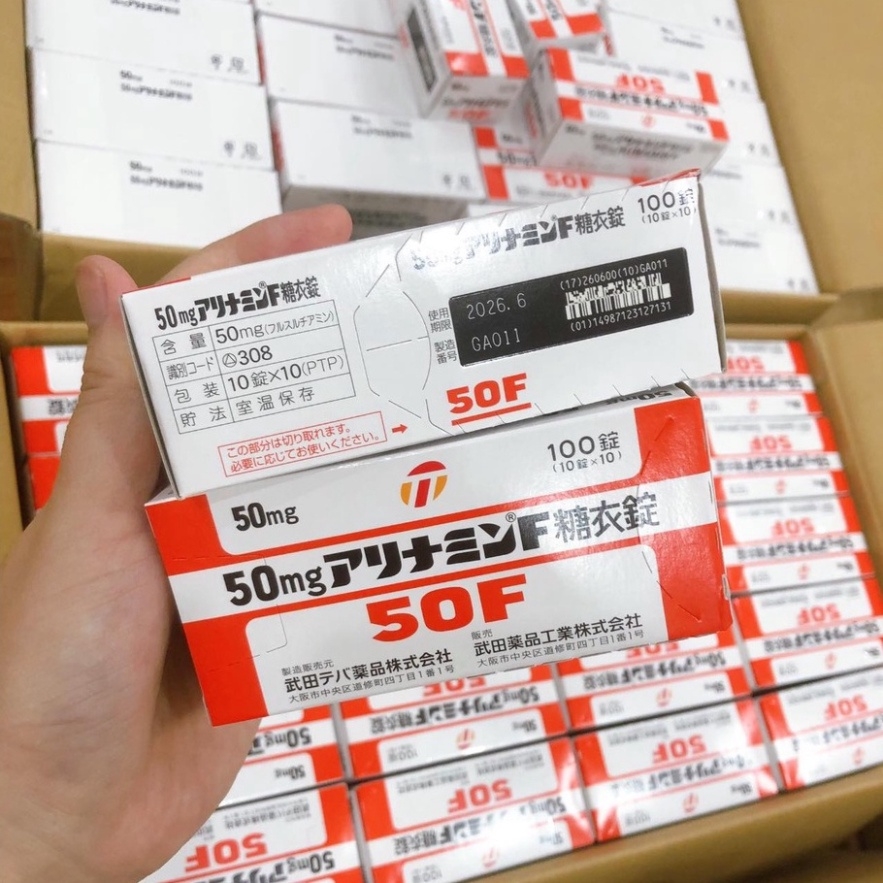 50mgアリナミンF糖衣錠
100錠
(10錠×10)
50mgアリナミンF糖衣錠
含量 50mg(フルスルチアミン)
識別コード 308
包装 10錠×10(PTP)
貯法 室温保存
この部分は切り取れます。
必要に応じてお使いください。
使用
期限
2026.6
製造
番号
GA011
(17)260600(10)GA011
(01)14987123127131
50F
50mg
100錠
(10錠×10)
50mgアリナミン®F糖衣錠
50F
製造販売元
武田テバ薬品株式会社
大阪市中央区道修町四丁目1番1号
販売
武田薬品工業株式会社
大阪市中央区道修町四丁目1番1号
50F
50F
50F
50F
50F
50F
50F
50F
50F